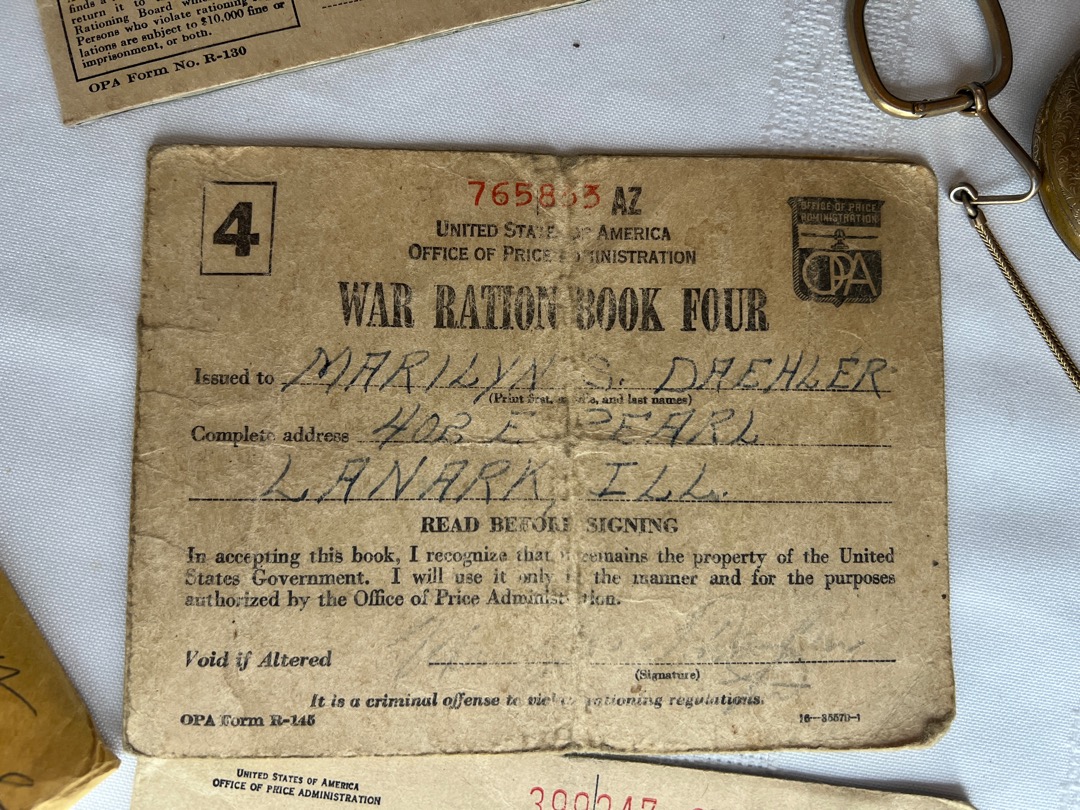 finds a
return it to
Rationing Board
Persons who violate rationing
lations are subject to $10,000 fine or
imprisonment, or both.
OPA Form No. R-130
4
AZ
UNITED STATES OF AMERICA
OFFICE OF PRICE ADMINISTRATION
OFFICE OF PRICE
ADMINISTRATION
OPA
WAR RATION BOOK FOUR
Issued to MARILYN S. DAEHLER
(Print first, and last names)
Complete address E PEARL
LANARK, ILL.
READ BEFORE SIGNING
In accepting this book, I recognize that it remains the property of the United
States Government. I will use it only in the manner and for the purposes
authorized by the Office of Price Administration.
Void if Altered
(Signature)
It is a criminal offense to violate rationing regulations.
OPA Form R-145
16—35570-1
UNITED STATES OF AMERICA
OFFICE OF PRICE ADMINISTRATION